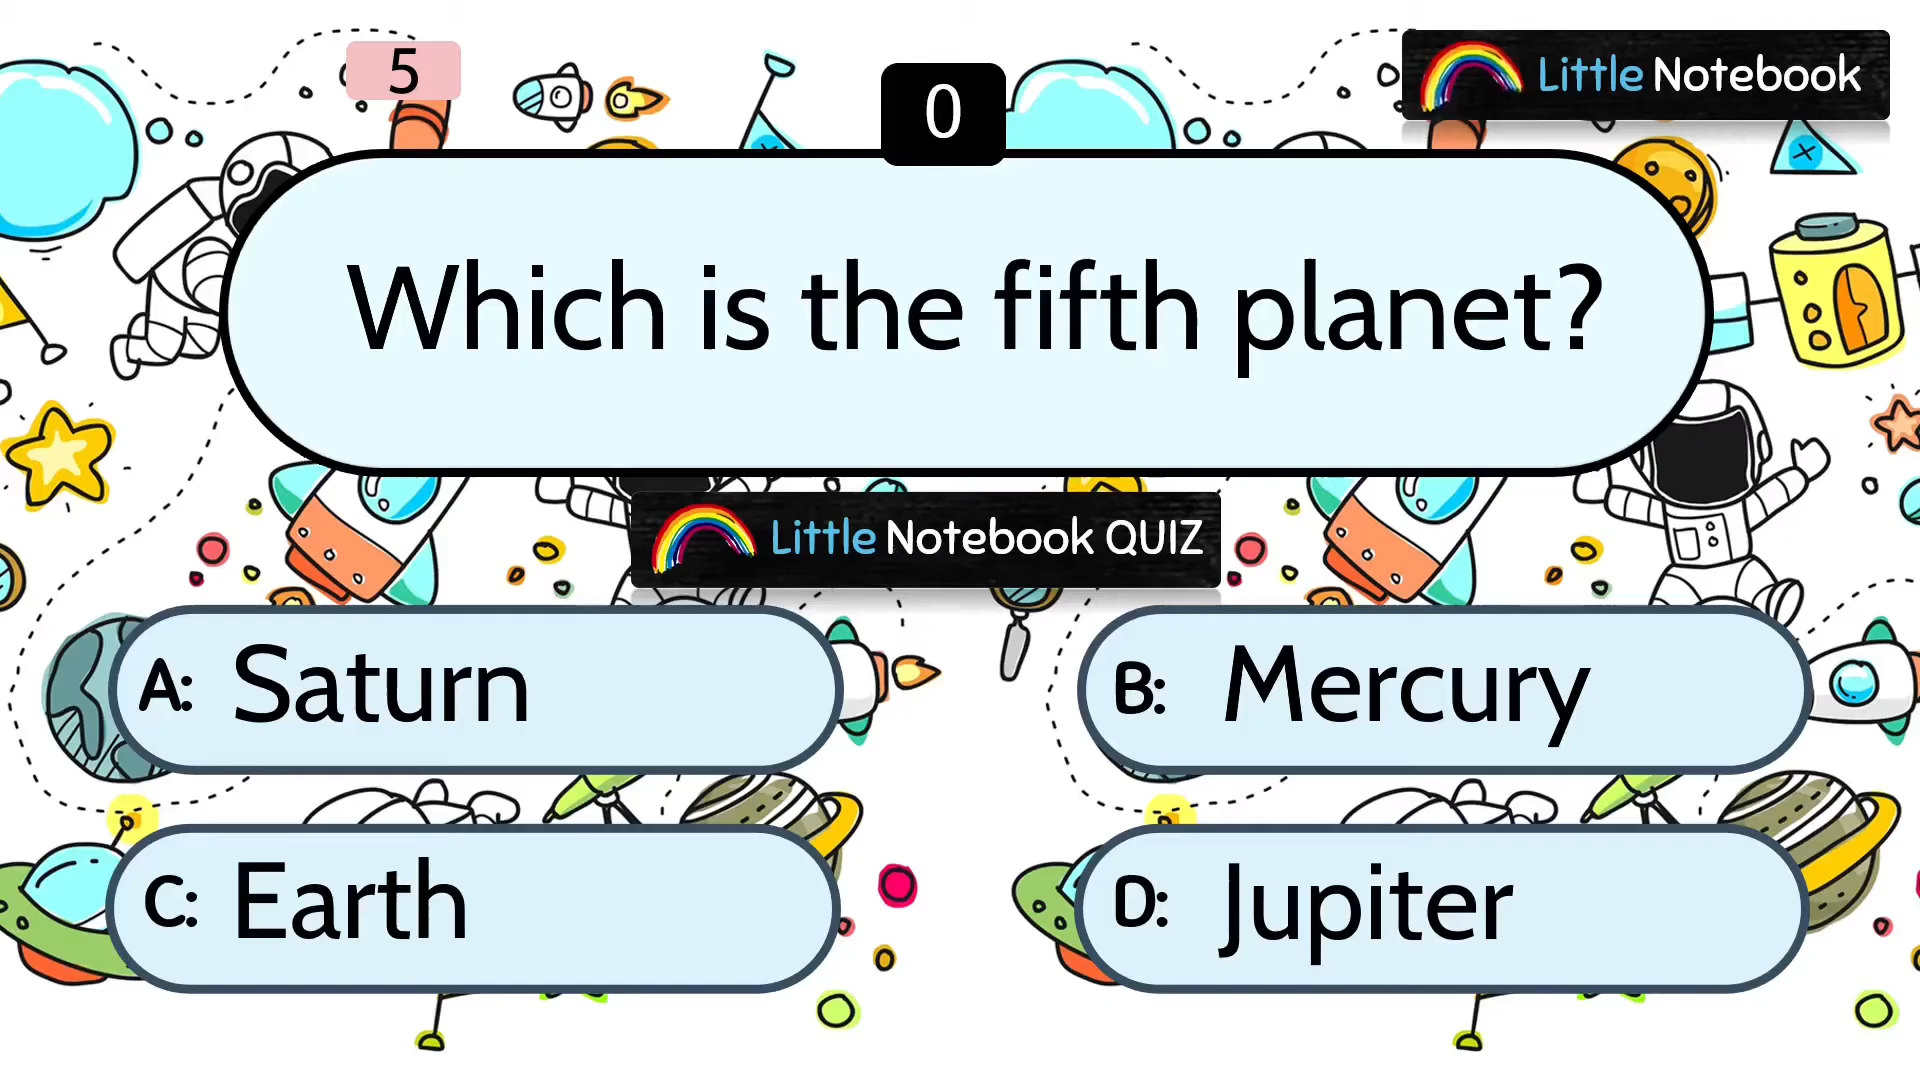 5
0
Little Notebook
Which is the fifth planet?
Little Notebook QUIZ
A: Saturn
B: Mercury
C: Earth
D: Jupiter